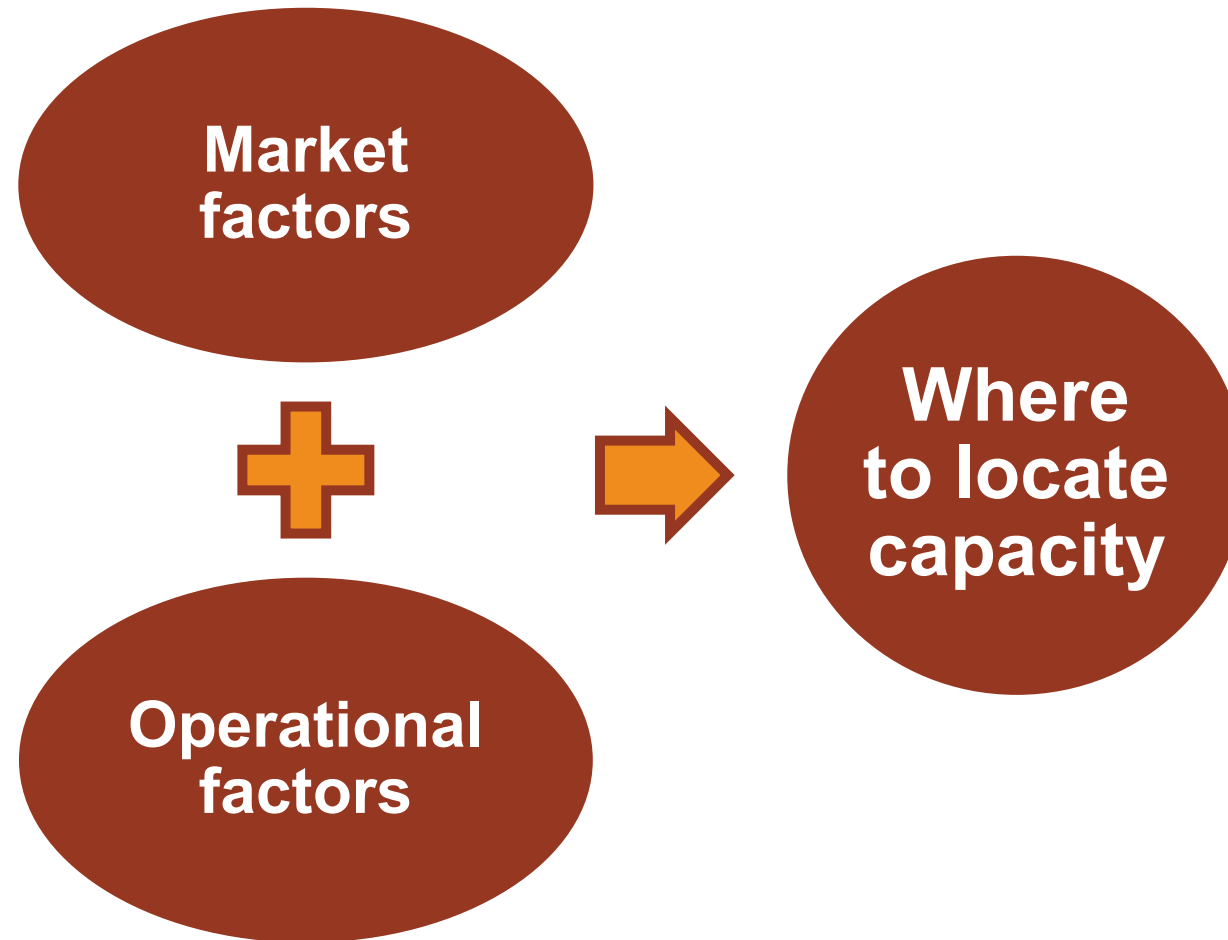 Market
factors
Where
to locate
capacity
Operational
factors